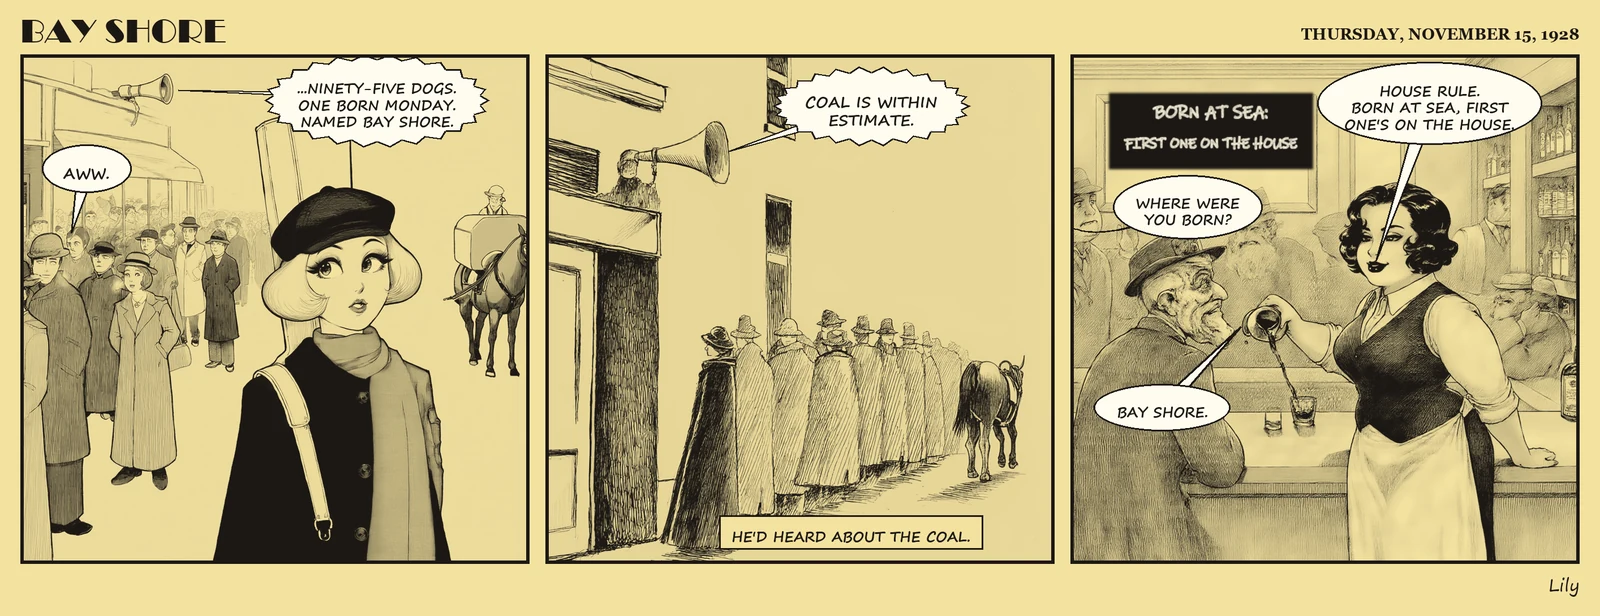 BAY SHORE
THURSDAY, NOVEMBER 15, 1928
...NINETY-FIVE DOGS.
ONE BORN MONDAY.
NAMED BAY SHORE.
AWW.
COAL IS WITHIN
ESTIMATE.
HE'D HEARD ABOUT THE COAL.
BORN AT SEA:
FIRST ONE ON THE HOUSE
HOUSE RULE.
BORN AT SEA, FIRST
ONE'S ON THE HOUSE.
WHERE WERE
YOU BORN?
BAY SHORE.
Lily